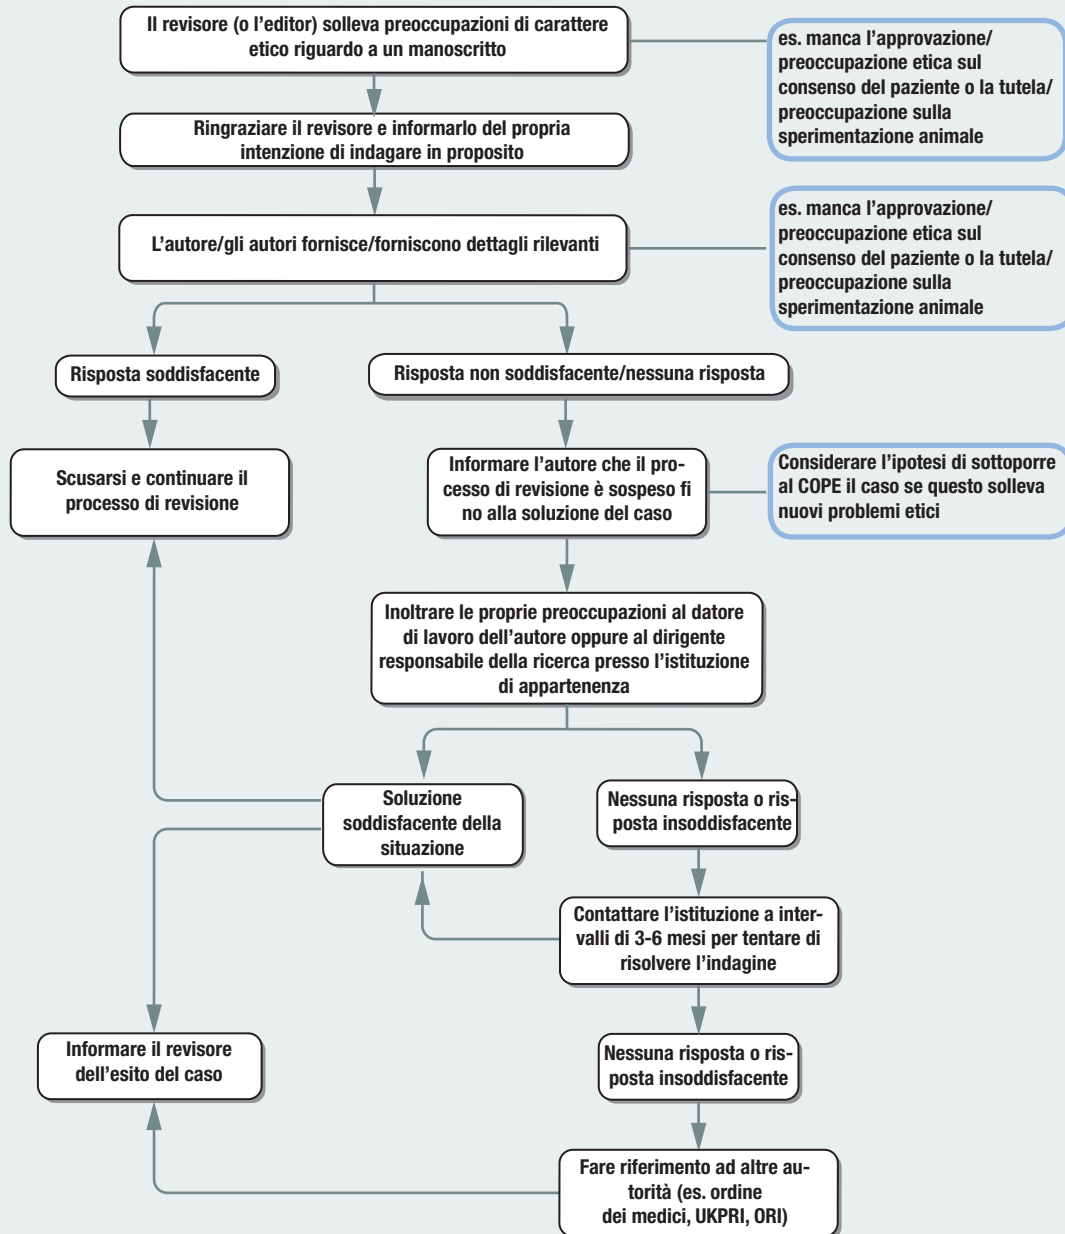 Il revisore (o l’editor) solleva preoccupazioni di carattere
etico riguardo a un manoscritto
es. manca l’approvazione/
preoccupazione etica sul
consenso del paziente o la tutela/
preoccupazione sulla
sperimentazione animale
Ringraziare il revisore e informarlo del propria
intenzione di indagare in proposito
L’autore/gli autori fornisce/forniscono dettagli rilevanti
es. manca l’approvazione/
preoccupazione etica sul
consenso del paziente o la tutela/
preoccupazione sulla
sperimentazione animale
Risposta soddisfacente
Risposta non soddisfacente/nessuna risposta
Scusarsi e continuare il
processo di revisione
Informare l’autore che il pro-
cesso di revisione è sospeso fi
no alla soluzione del caso
Considerare l’ipotesi di sottoporre
al COPE il caso se questo solleva
nuovi problemi etici
Inoltrare le proprie preoccupazioni al datore
di lavoro dell’autore oppure al dirigente
responsabile della ricerca presso l’istituzione
di appartenenza
Soluzione
soddisfacente della
situazione
Nessuna risposta o ris-
posta insoddisfacente
Contattare l’istituzione a inter-
valli di 3-6 mesi per tentare di
risolvere l’indagine
Informare il revisore
dell’esito del caso
Nessuna risposta o ris-
posta insoddisfacente
Fare riferimento ad altre au-
torità (es. ordine
dei medici, UKPRI, ORI)